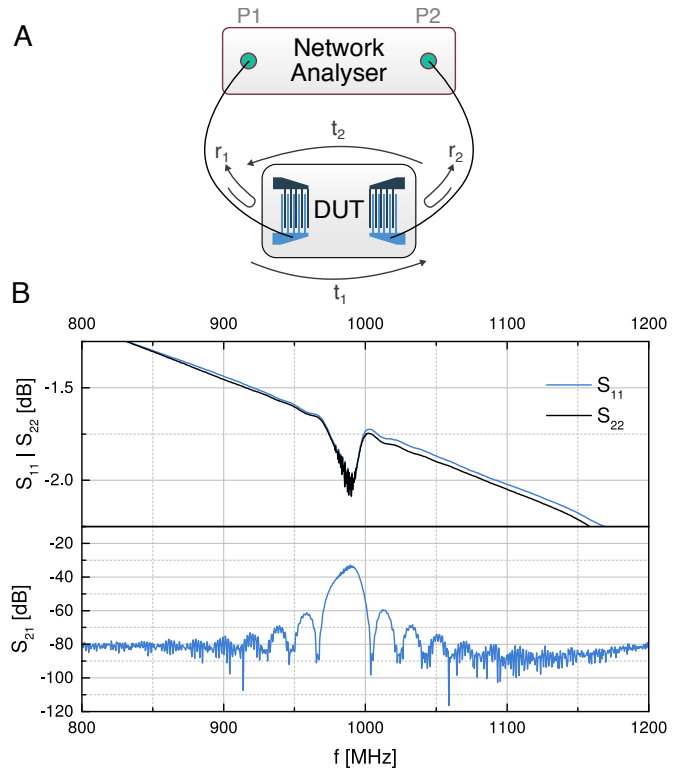 A
P1 P2
Network
Analyser
t2
r1 r2
DUT
t1
B
800 900 1000 1100 1200
-1.5
-2.0
S11 | S22 [dB]
S11
S22
-20
-40
-60
-80
-100
-120
S21 [dB]
800 900 1000 1100 1200
f [MHz]